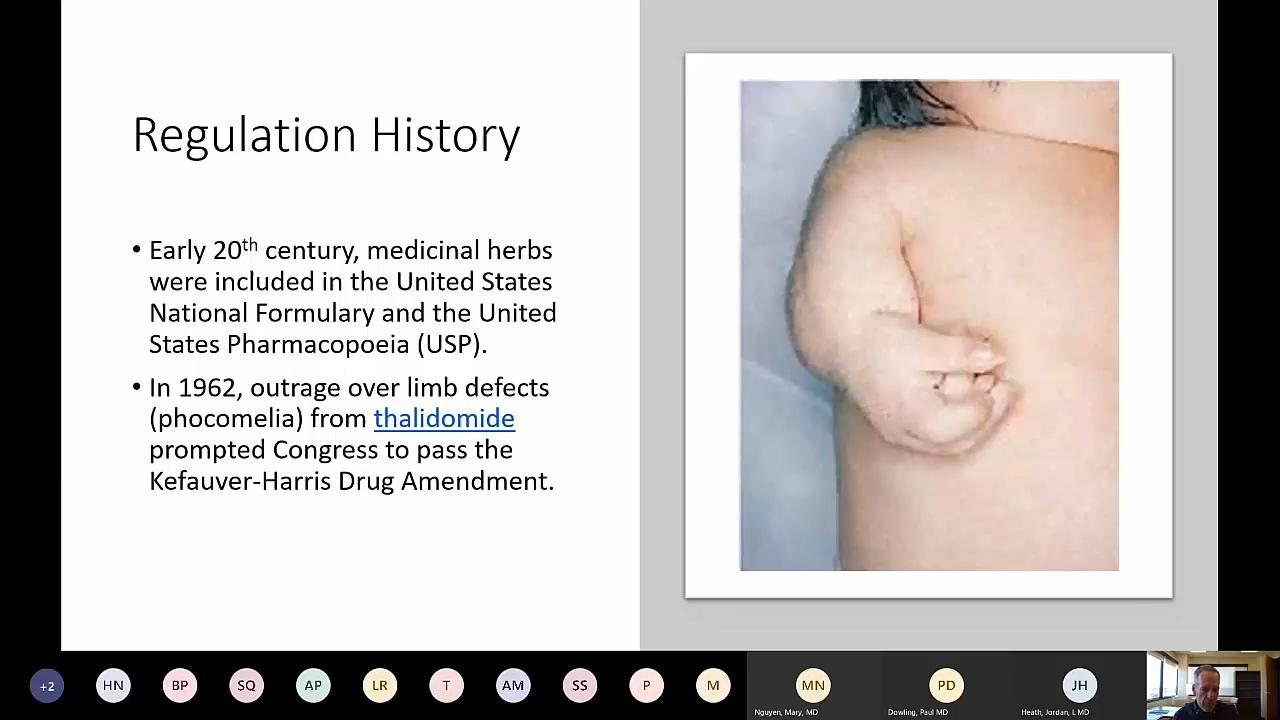 Regulation History
• Early 20th century, medicinal herbs
were included in the United States
National Formulary and the United
States Pharmacopoeia (USP).
• In 1962, outrage over limb defects
(phocomelia) from thalidomide
prompted Congress to pass the
Kefauver-Harris Drug Amendment.
+2 HN BP SQ AP LR T AM SS P M MN PD JH
Nguyen, Mary, MD Dowling, Paul MD Heath, Jordan, L MD